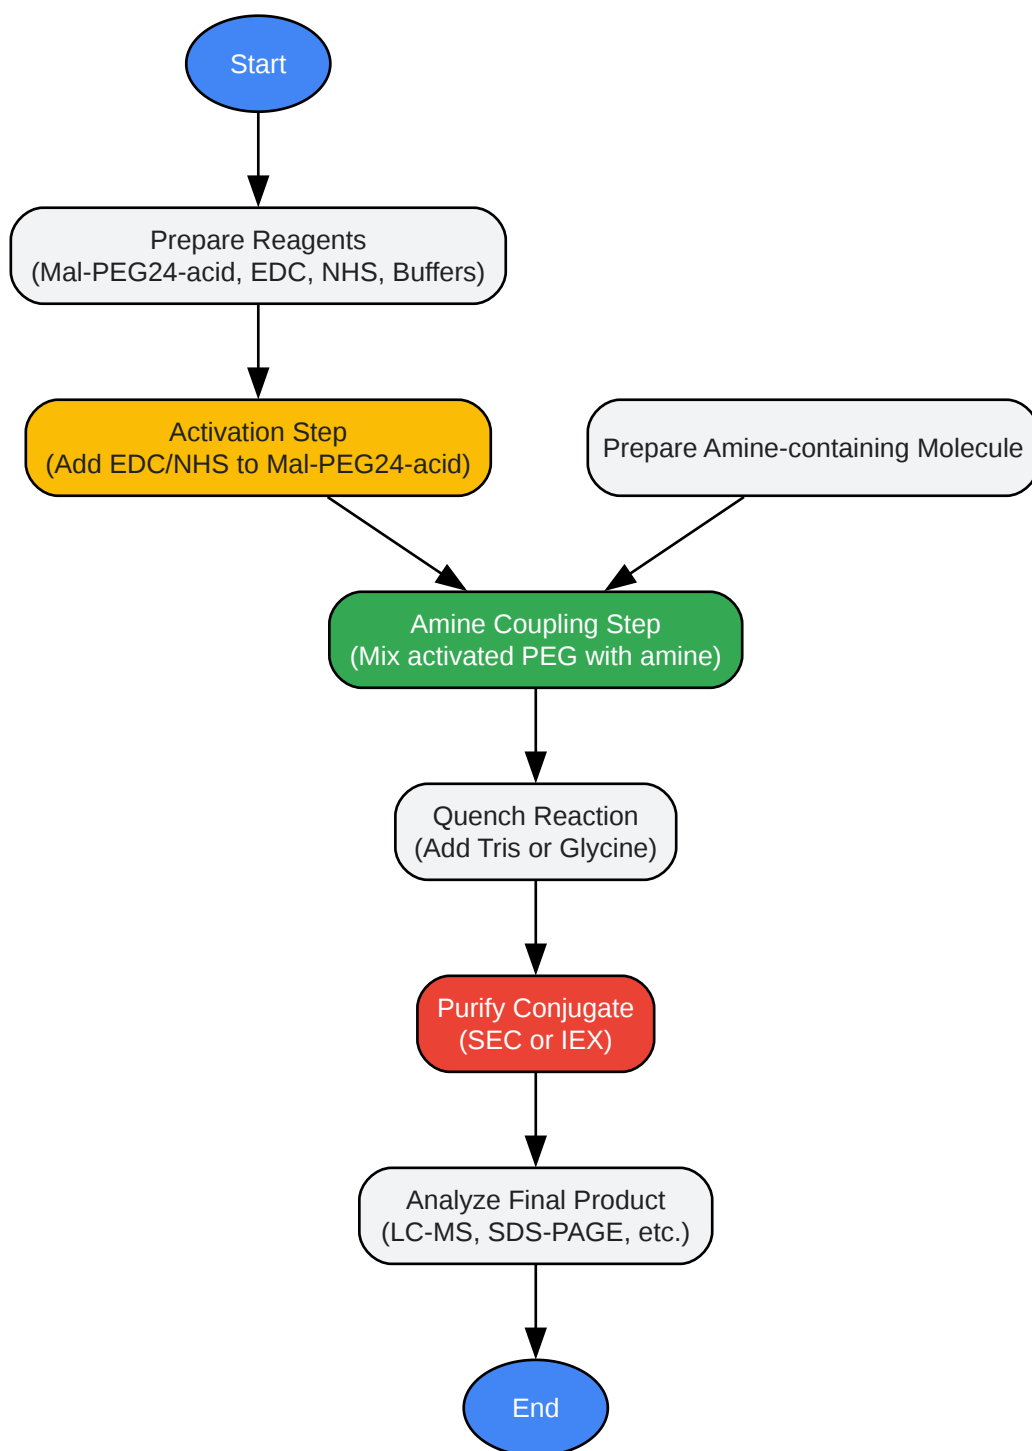 Start
Prepare Reagents
(Mal-PEG24-acid, EDC, NHS, Buffers)
Activation Step
(Add EDC/NHS to Mal-PEG24-acid)
Prepare Amine-containing Molecule
Amine Coupling Step
(Mix activated PEG with amine)
Quench Reaction
(Add Tris or Glycine)
Purify Conjugate
(SEC or IEX)
Analyze Final Product
(LC-MS, SDS-PAGE, etc.)
End